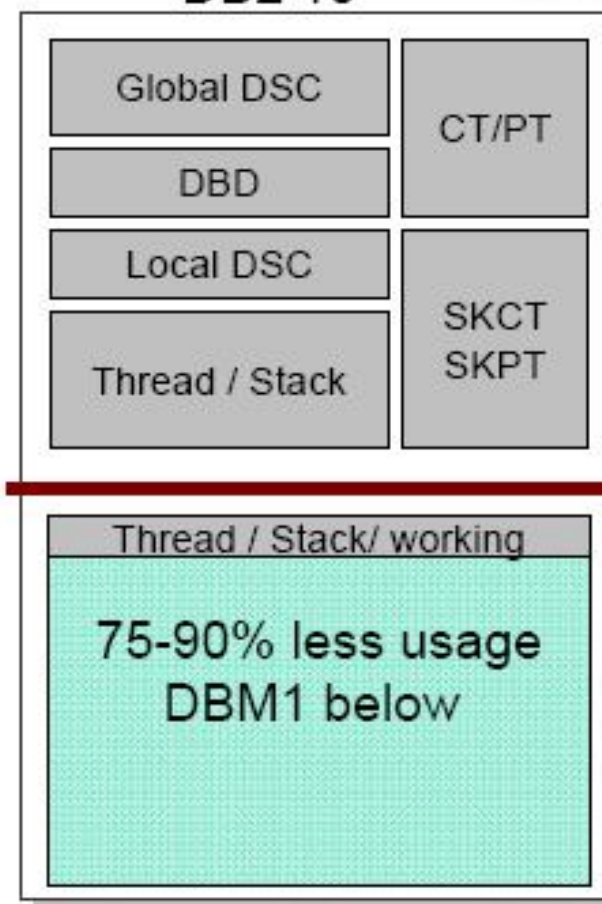 Global DSC
CT/PT
DBD
Local DSC
SKCT
SKPT
Thread / Stack
Thread / Stack/ working
75-90% less usage
DBM1 below